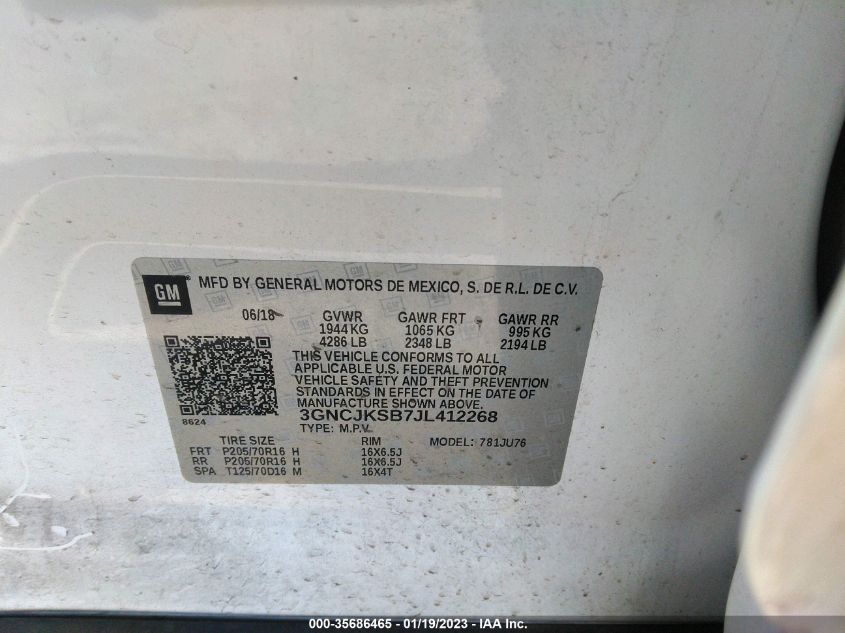 GM
MFD BY GENERAL MOTORS DE MEXICO, S. DE R.L. DE C.V.
06/18 GVWR GAWR FRT GAWR RR
1944 KG 1065 KG 995 KG
4286 LB 2348 LB 2194 LB
THIS VEHICLE CONFORMS TO ALL
APPLICABLE U.S. FEDERAL MOTOR
VEHICLE SAFETY AND THEFT PREVENTION
STANDARDS IN EFFECT ON THE DATE OF
MANUFACTURE SHOWN ABOVE.
8624 3GNCJKSB7JL412268
TYPE: M.P.V.
TIRE SIZE RIM MODEL: 781JU76
FRT P205/70R16 H 16X6.5J
RR P205/70R16 H 16X6.5J
SPA T125/70D16 M 16X4T
000-35686465 - 01/19/2023 - IAA Inc.